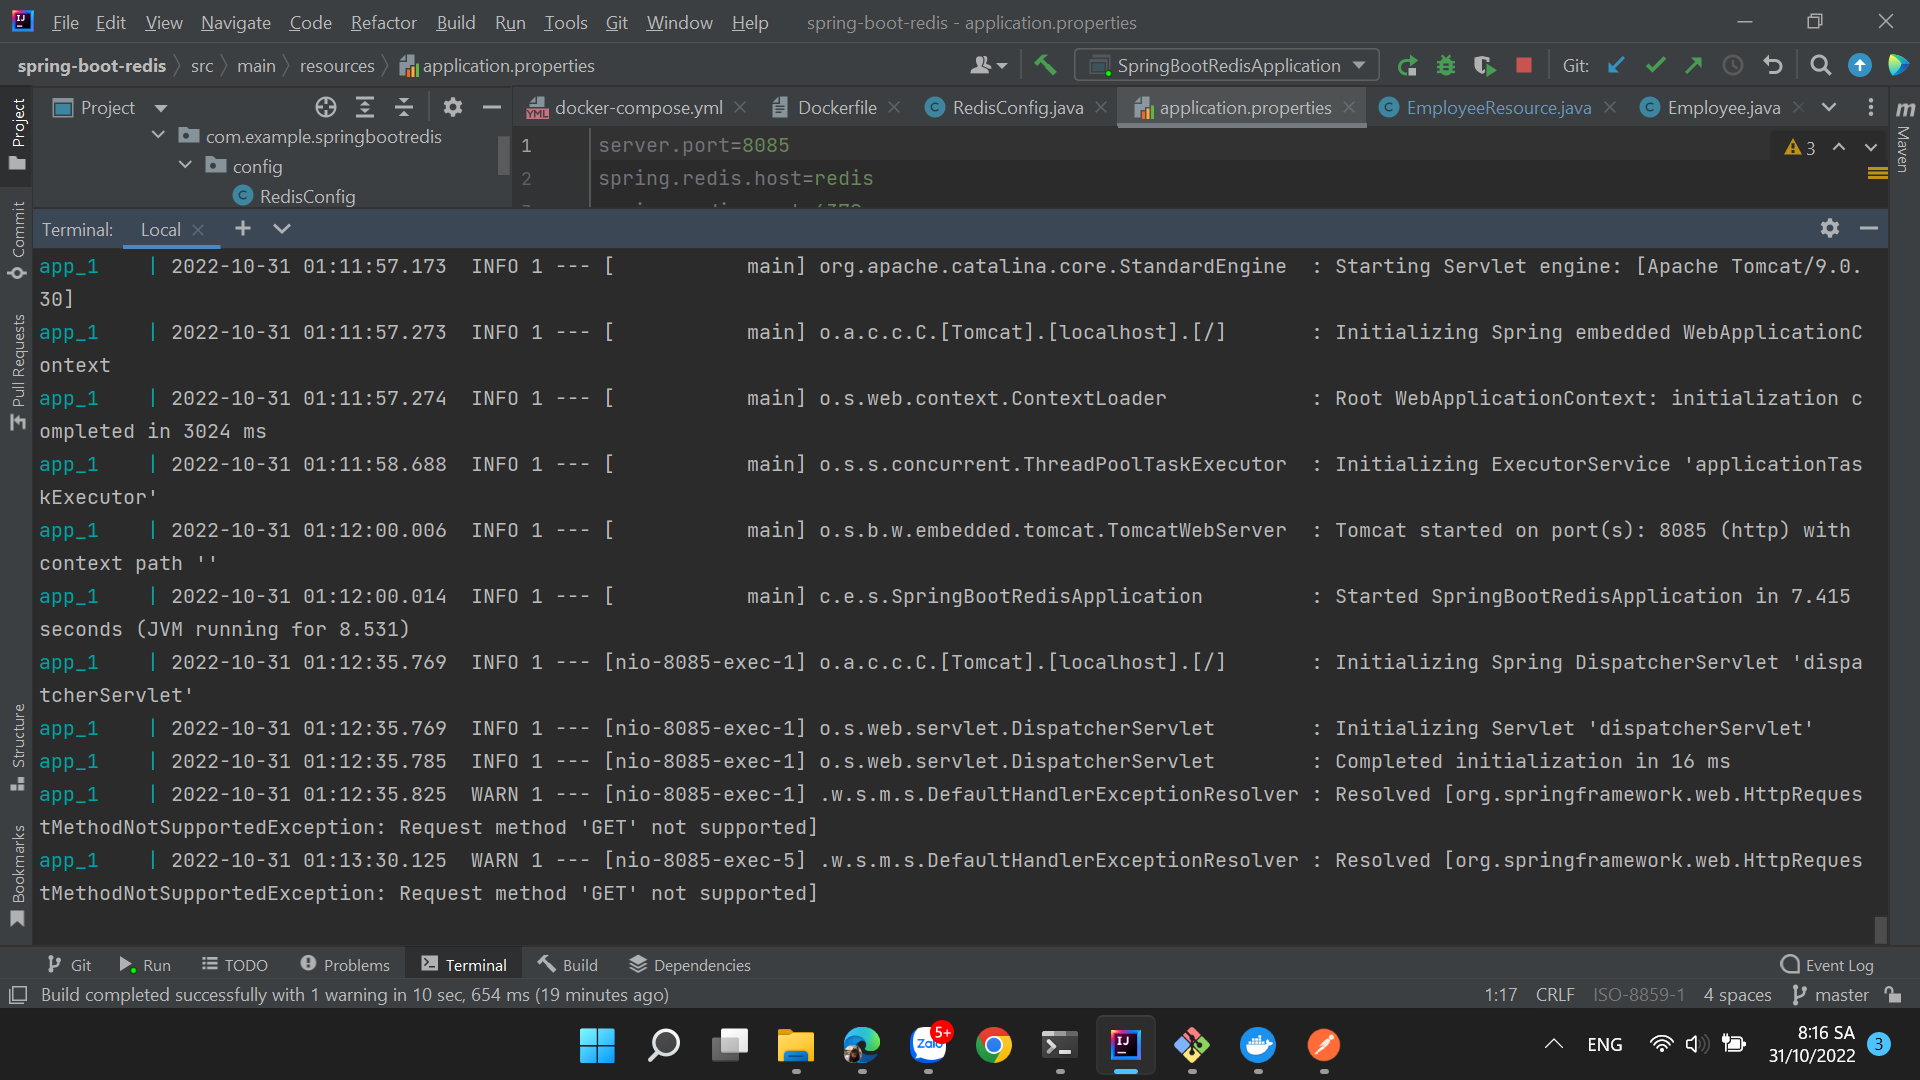 File Edit View Navigate Code Refactor Build Run Tools Git Window Help spring-boot-redis - application.properties
spring-boot-redis src main resources application.properties SpringBootRedisApplication Git:
Project docker-compose.yml Dockerfile RedisConfig.java application.properties EmployeeResource.java Employee.java
com.example.springbootredis
config
RedisConfig
1 server.port=8085
2 spring.redis.host=redis
3
Project
Commit
Pull Requests
Structure
Bookmarks
Maven
Terminal: Local
app_1 | 2022-10-31 01:11:57.173 INFO 1 --- [ main] org.apache.catalina.core.StandardEngine : Starting Servlet engine: [Apache Tomcat/9.0.
30]
app_1 | 2022-10-31 01:11:57.273 INFO 1 --- [ main] o.a.c.c.C.[Tomcat].[localhost].[/] : Initializing Spring embedded WebApplicationC
ontext
app_1 | 2022-10-31 01:11:57.274 INFO 1 --- [ main] o.s.web.context.ContextLoader : Root WebApplicationContext: initialization c
ompleted in 3024 ms
app_1 | 2022-10-31 01:11:58.688 INFO 1 --- [ main] o.s.s.concurrent.ThreadPoolTaskExecutor : Initializing ExecutorService 'applicationTas
kExecutor'
app_1 | 2022-10-31 01:12:00.006 INFO 1 --- [ main] o.s.b.w.embedded.tomcat.TomcatWebServer : Tomcat started on port(s): 8085 (http) with
context path ''
app_1 | 2022-10-31 01:12:00.014 INFO 1 --- [ main] c.e.s.SpringBootRedisApplication : Started SpringBootRedisApplication in 7.415
seconds (JVM running for 8.531)
app_1 | 2022-10-31 01:12:35.769 INFO 1 --- [nio-8085-exec-1] o.a.c.c.C.[Tomcat].[localhost].[/] : Initializing Spring DispatcherServlet 'dispa
tcherServlet'
app_1 | 2022-10-31 01:12:35.769 INFO 1 --- [nio-8085-exec-1] o.s.web.servlet.DispatcherServlet : Initializing Servlet 'dispatcherServlet'
app_1 | 2022-10-31 01:12:35.785 INFO 1 --- [nio-8085-exec-1] o.s.web.servlet.DispatcherServlet : Completed initialization in 16 ms
app_1 | 2022-10-31 01:12:35.825 WARN 1 --- [nio-8085-exec-1] .w.s.m.s.DefaultHandlerExceptionResolver : Resolved [org.springframework.web.HttpReques
tMethodNotSupportedException: Request method 'GET' not supported]
app_1 | 2022-10-31 01:13:30.125 WARN 1 --- [nio-8085-exec-5] .w.s.m.s.DefaultHandlerExceptionResolver : Resolved [org.springframework.web.HttpReques
tMethodNotSupportedException: Request method 'GET' not supported]
Git Run TODO Problems Terminal Build Dependencies Event Log
Build completed successfully with 1 warning in 10 sec, 654 ms (19 minutes ago) 1:17 CRLF ISO-8859-1 4 spaces master
Zalo 5+ ENG 8:16 SA
31/10/2022 3